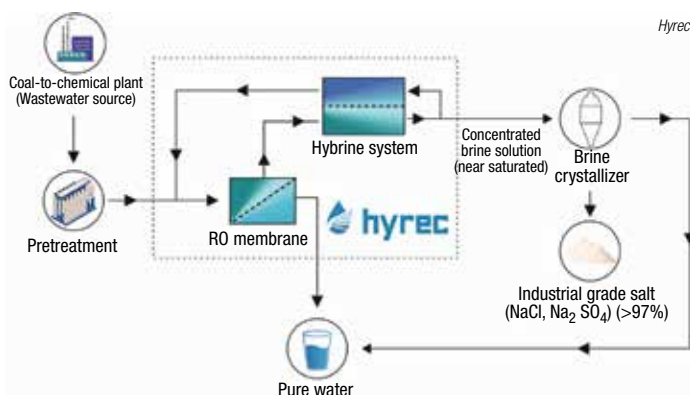 Hyrec
Coal-to-chemical plant
(Wastewater source)
Pretreatment
Hybrine system
RO membrane
hyrec
Concentrated
brine solution
(near saturated)
Brine
crystallizer
Industrial grade salt
(NaCl, Na₂ SO₄) (>97%)
Pure water